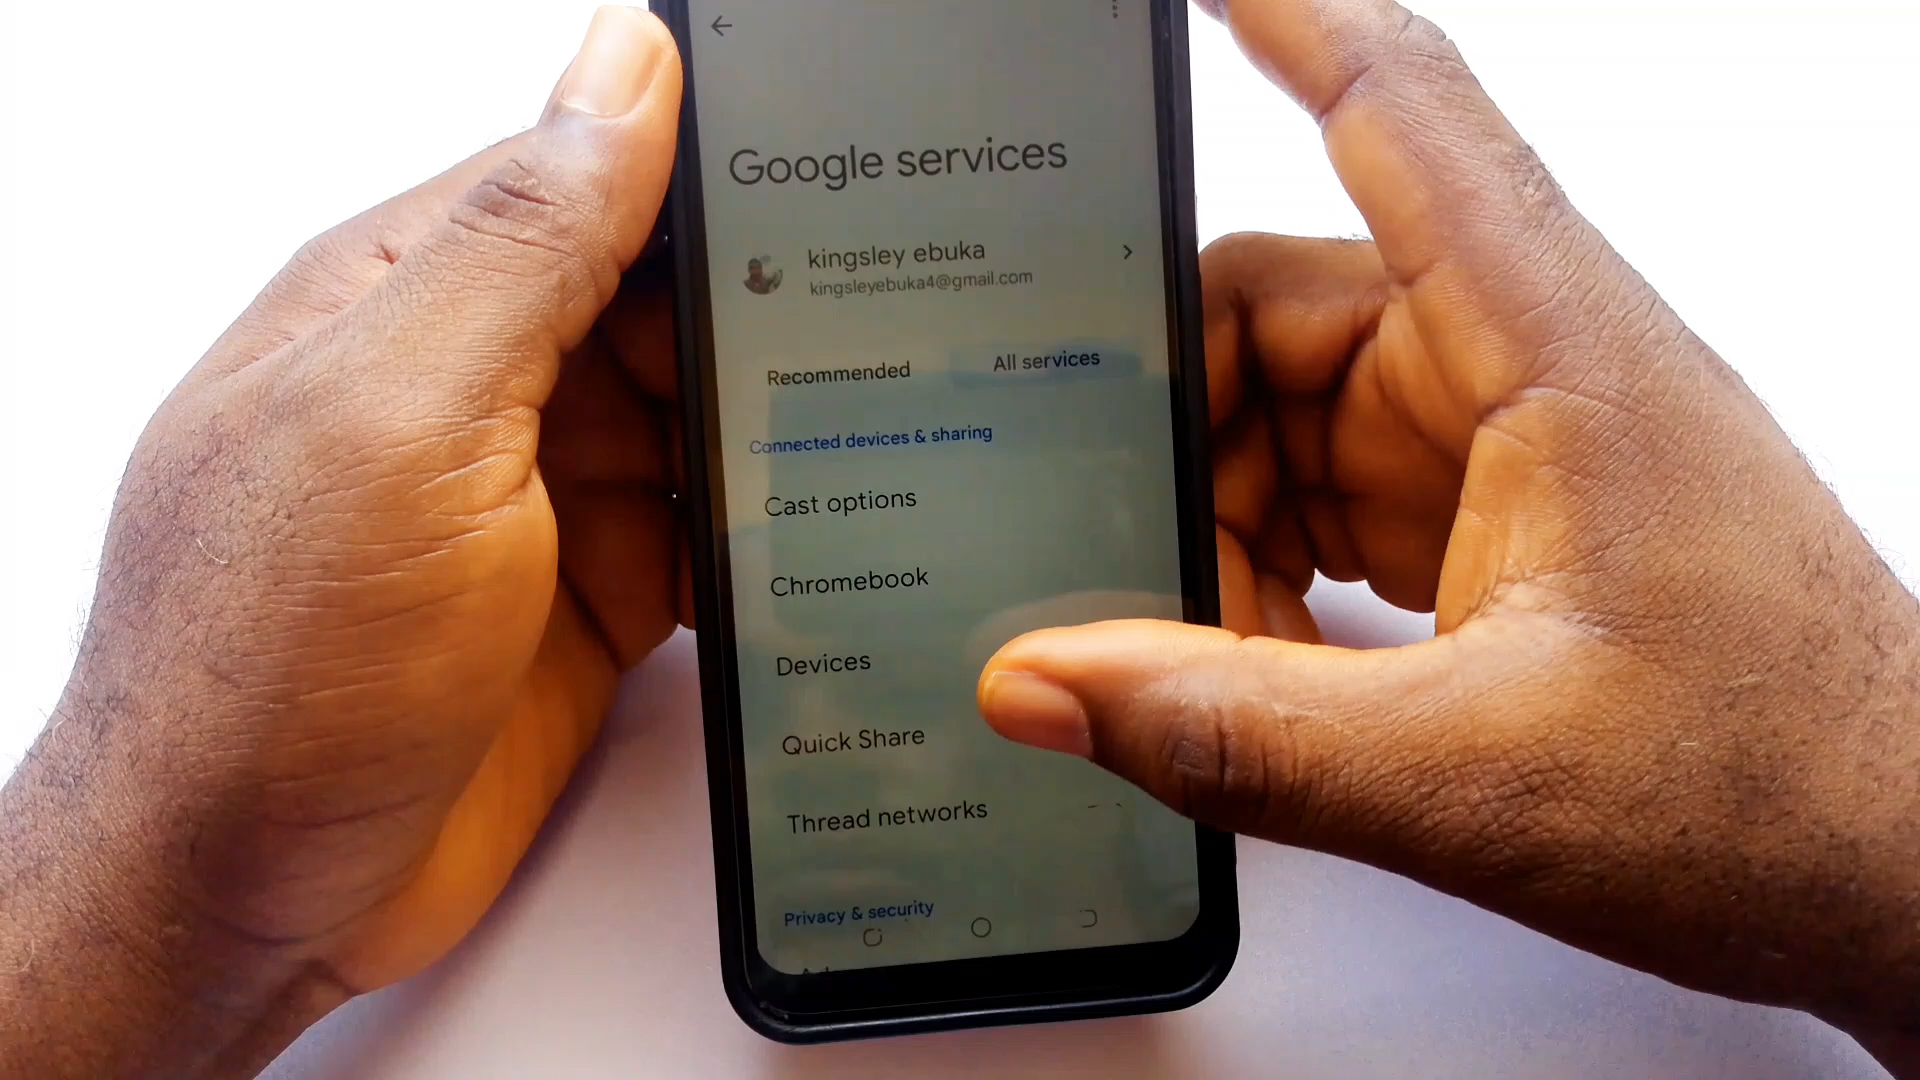 Google services
kingsley ebuka
kingsleyebuka4@gmail.com
Recommended
All services
Connected devices & sharing
Cast options
Chromebook
Devices
Quick Share
Thread networks
Privacy & security